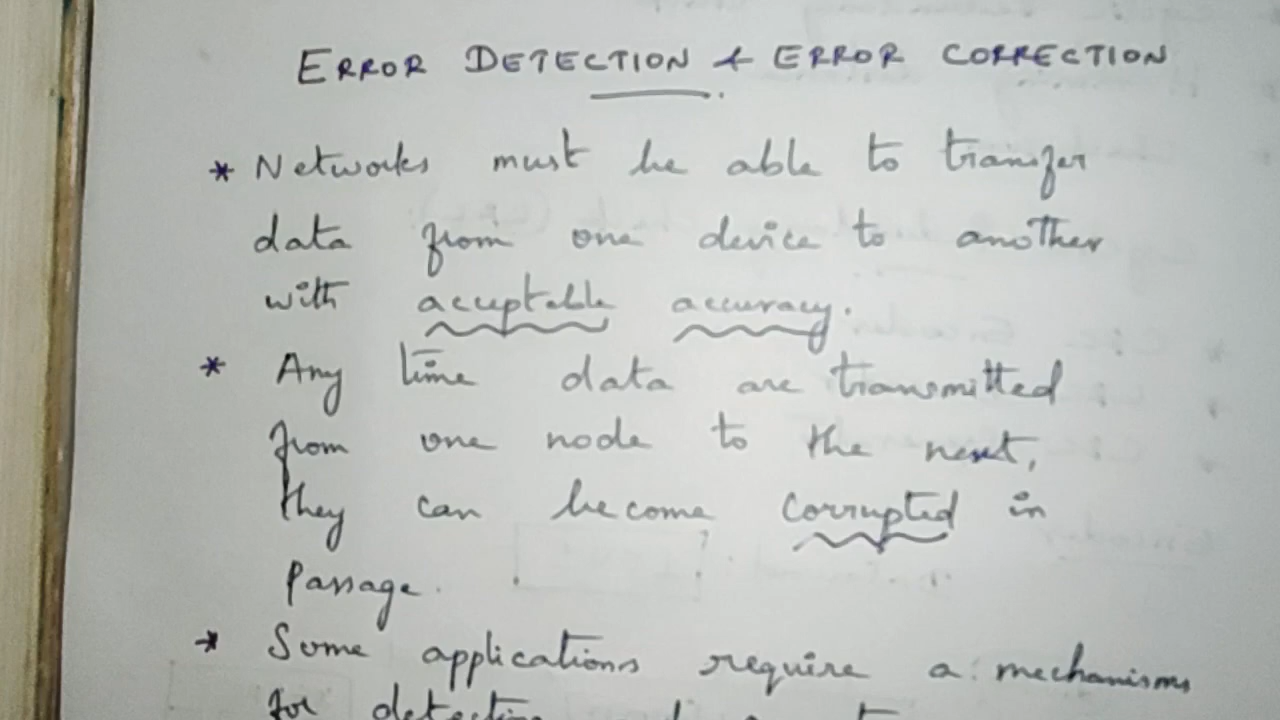 ERROR DETECTION & ERROR CORRECTION
* Networks must be able to transfer
data from one device to another
with acceptable accuracy.
* Any time data are transmitted
from one node to the next,
they can become corrupted in
passage.
* Some applications require a mechanisms
for detecting